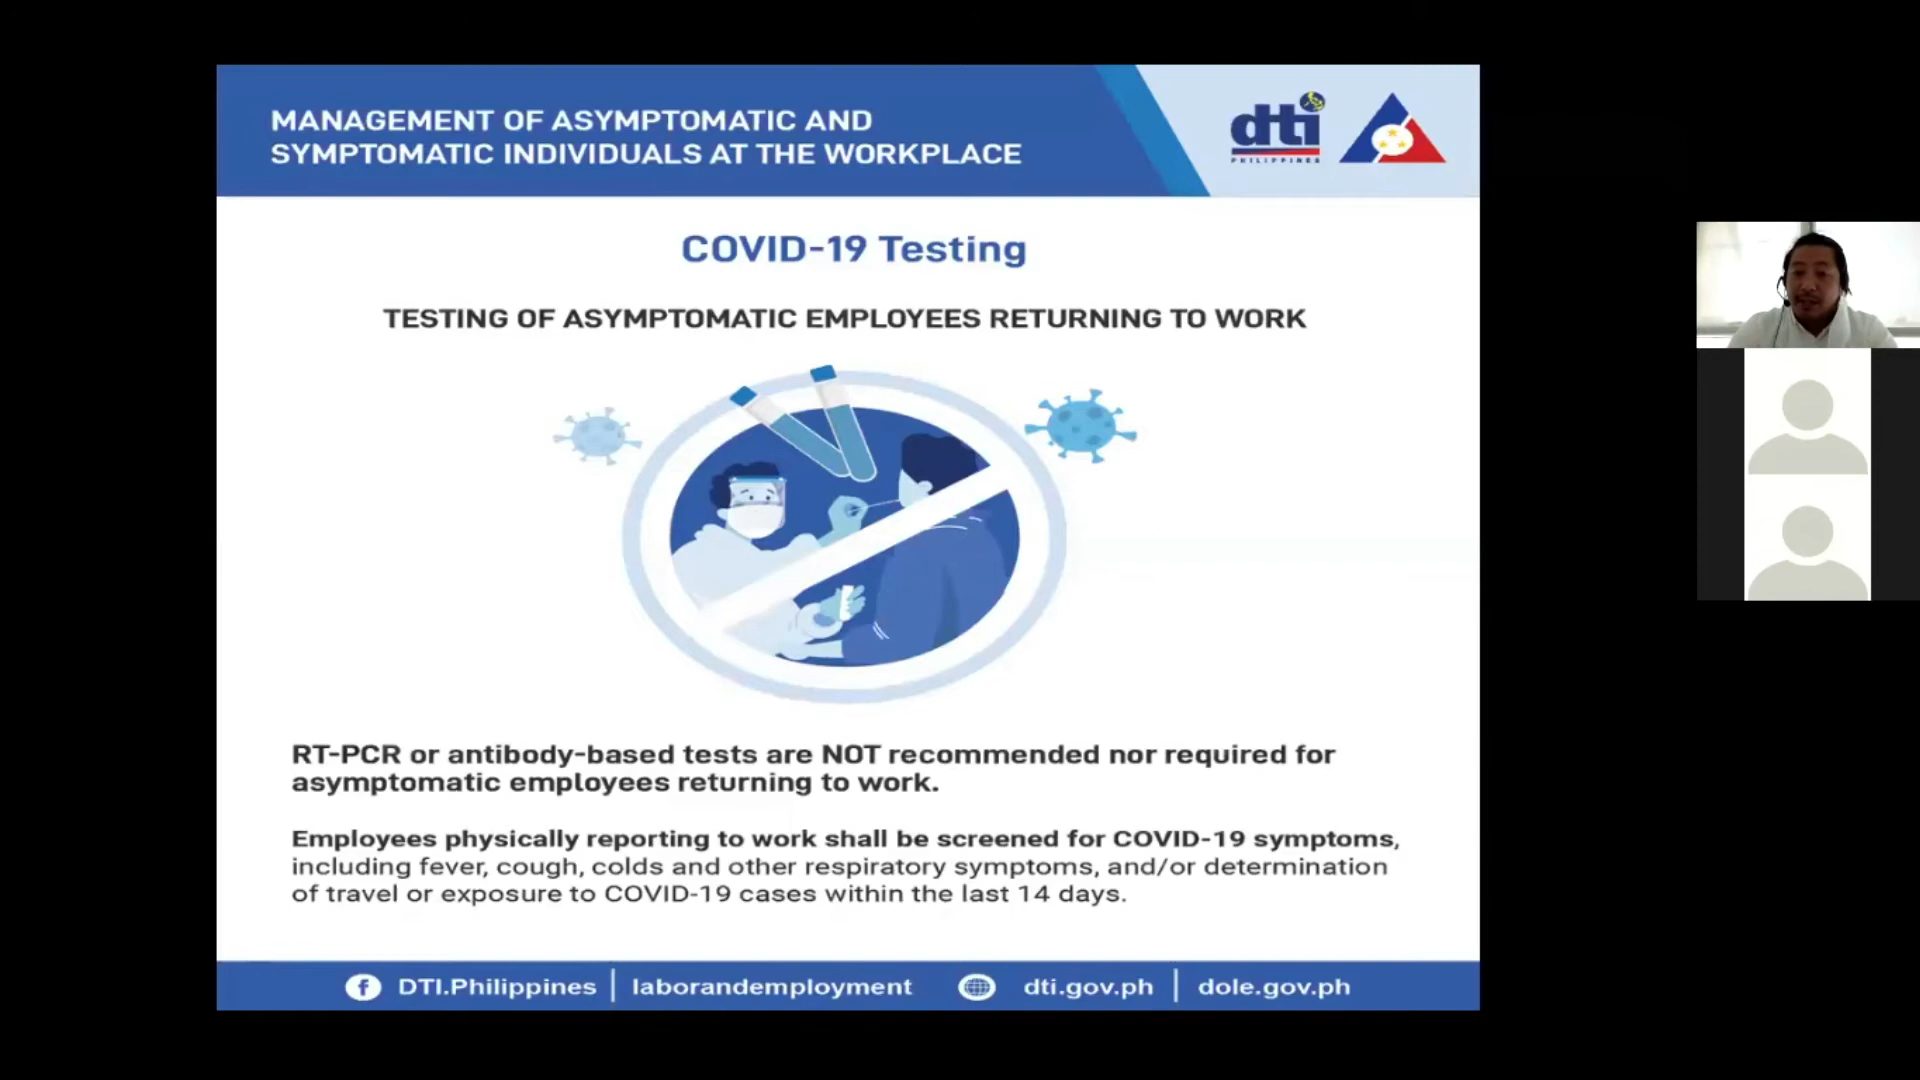 MANAGEMENT OF ASYMPTOMATIC AND
SYMPTOMATIC INDIVIDUALS AT THE WORKPLACE
dti
PHILIPPINES
COVID-19 Testing
TESTING OF ASYMPTOMATIC EMPLOYEES RETURNING TO WORK
RT-PCR or antibody-based tests are NOT recommended nor required for
asymptomatic employees returning to work.
Employees physically reporting to work shall be screened for COVID-19 symptoms,
including fever, cough, colds and other respiratory symptoms, and/or determination
of travel or exposure to COVID-19 cases within the last 14 days.
DTI.Philippines | laborandemployment dti.gov.ph | dole.gov.ph